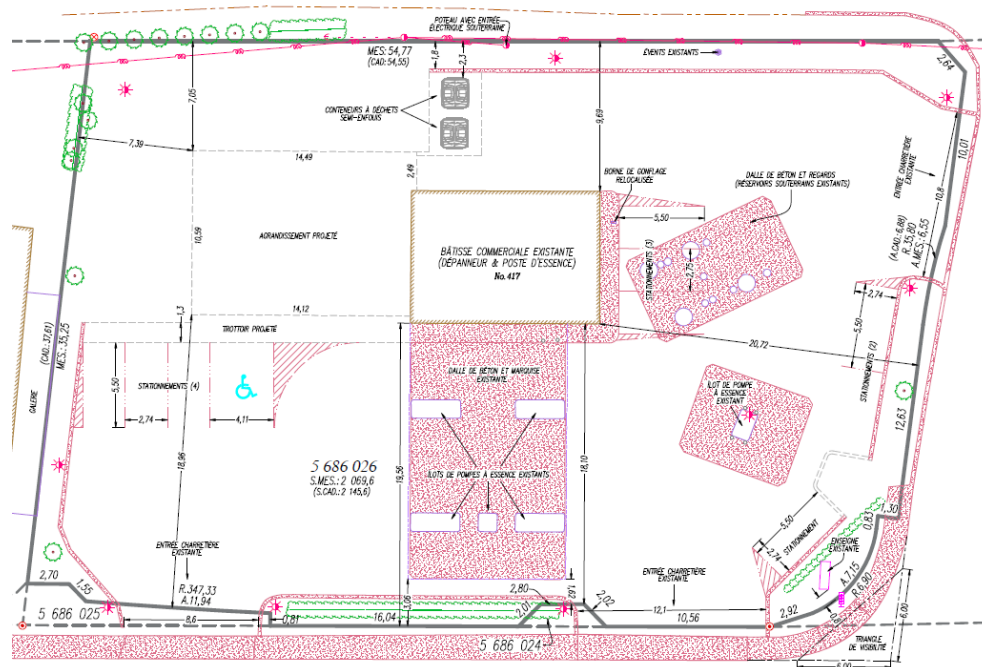 POTEAU AVEC ENTRÉE
ÉLECTRIQUE SOUTERRAINE
MES: 54,77
(CAD: 54,55)
1,8
2,3
ÉVENTS EXISTANTS
2,64
7,05
CONTENEURS À DÉCHETS
SEMI-ENFOUIS
9,69
7,39
14,49
2,49
BORNE DE GONFLAGE
RELOCALISÉE
DALLE DE BÉTON ET REGARDS
(RÉSERVOIRS SOUTERRAINS EXISTANTS)
ENTRÉE CHARRETIÈRE
EXISTANTE
10,01
10,8
5,50
10,59
AGRANDISSEMENT PROJETÉ
BÂTISSE COMMERCIALE EXISTANTE
(DÉPANNEUR & POSTE D'ESSENCE)
No. 417
STATIONNEMENTS (3)
2,75
(A.CAD.: 6,88)
R. 35,80
A.MES.: 6,55
2,74
1,3
14,12
TROTTOIR PROJETÉ
20,72
5,50
STATIONNEMENTS (2)
(CAD.: 37,61)
MES.: 35,25
GALERIE
5,50
STATIONNEMENTS (4)
2,74
4,11
DALLE DE BÉTON ET MARQUISE
EXISTANTE
ÎLOT DE POMPE
À ESSENCE
EXISTANT
12,63
18,96
19,56
18,10
5 686 026
S.MES.: 2 069,6
(S.CAD.: 2 145,6)
ÎLOTS DE POMPES À ESSENCE EXISTANTS
5,50
2,74
STATIONNEMENT
0,83
1,30
ENSEIGNE
EXISTANTE
ENTRÉE CHARRETIÈRE
EXISTANTE
2,70
1,55
R.347,33
A.11,94
3,06
2,80
1,62
2,02
2,01
ENTRÉE CHARRETIÈRE
EXISTANTE
A.7,15
R.6,90
6,00
5 686 025
8,6
0,81
16,04
12,1
10,56
2,92
5 686 024
TRIANGLE
DE VISIBILITÉ
6,00